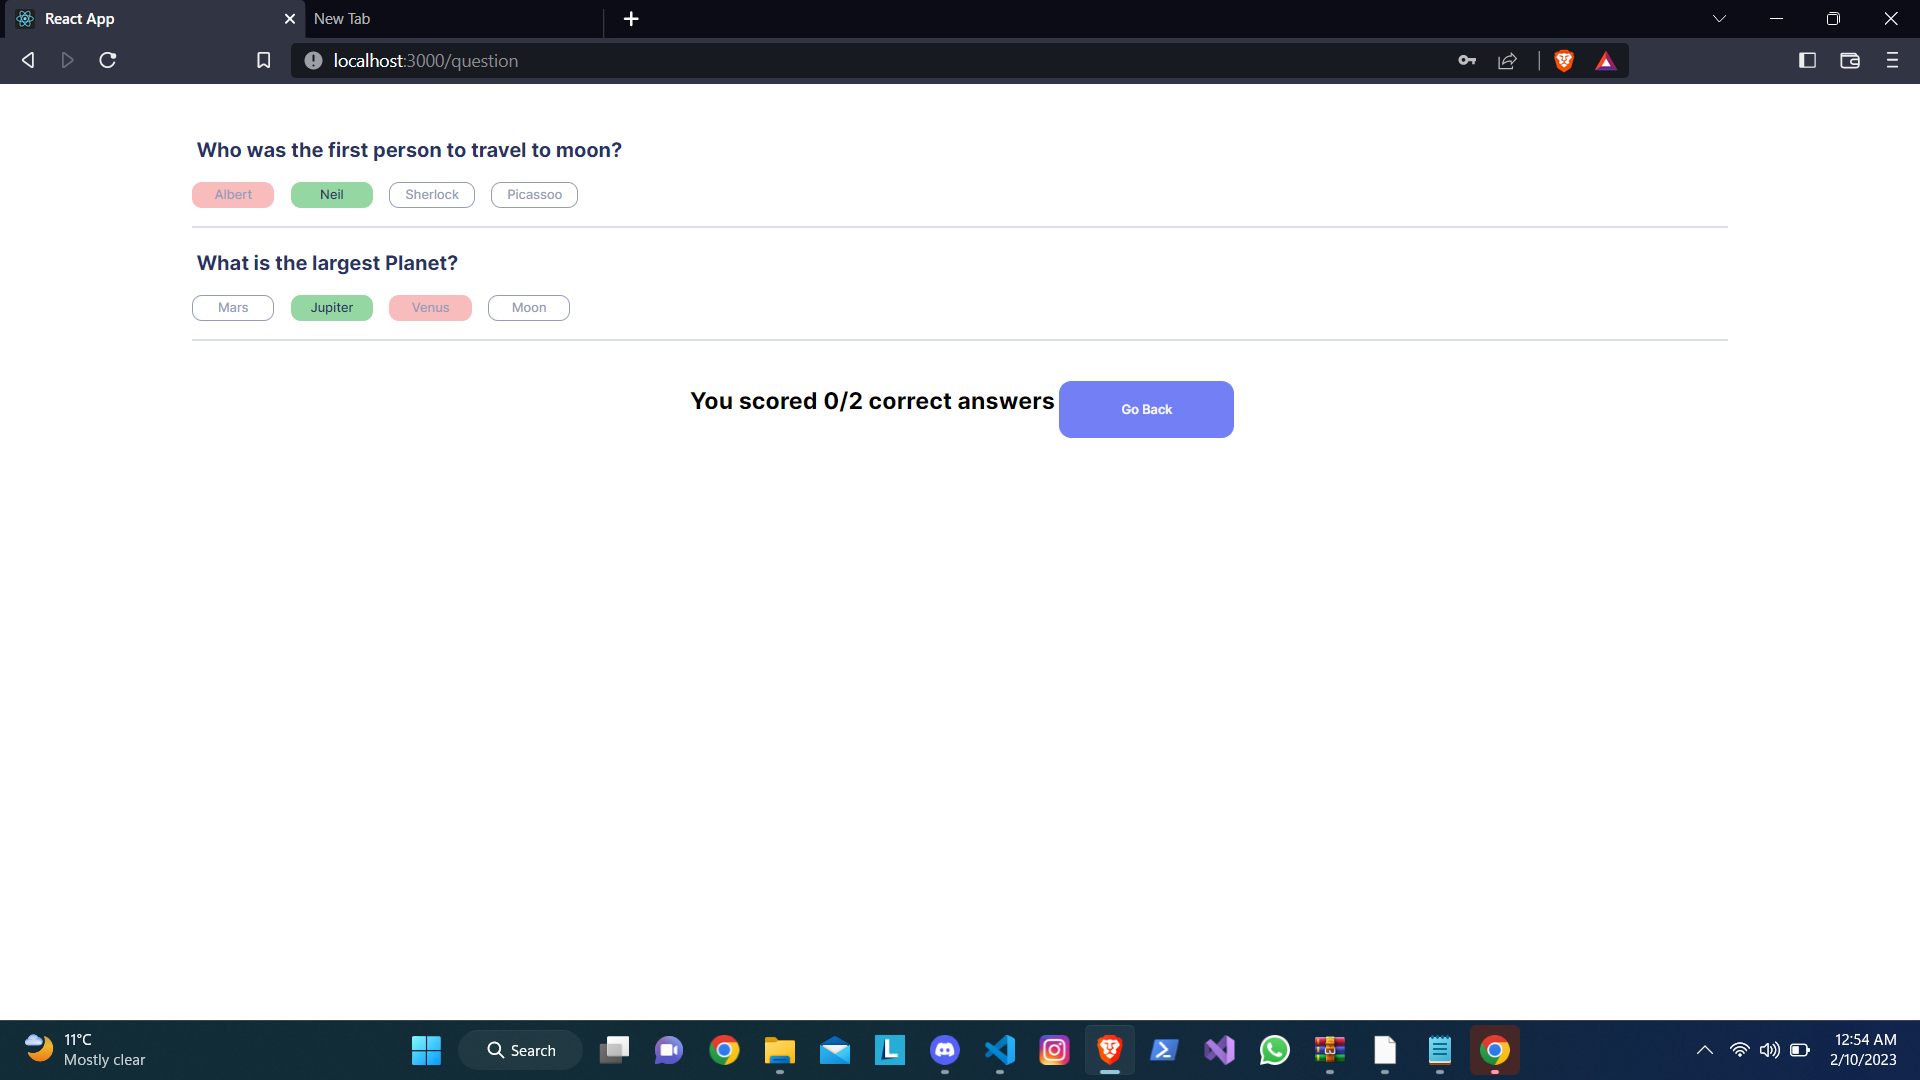 React App
New Tab
localhost:3000/question
Who was the first person to travel to moon?
Albert Neil Sherlock Picassoo
What is the largest Planet?
Mars Jupiter Venus Moon
You scored 0/2 correct answers Go Back
11°C
Mostly clear
Search
L
12:54 AM
2/10/2023